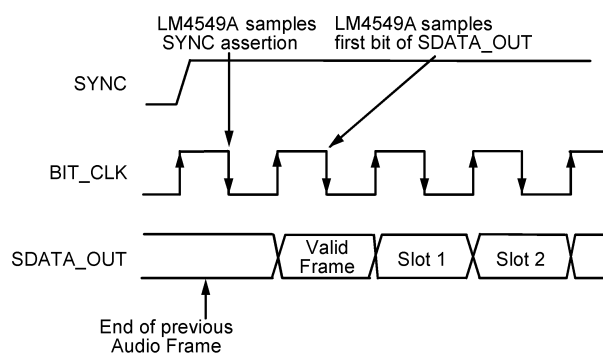 LM4549A samples
SYNC assertion
LM4549A samples
first bit of SDATA_OUT
SYNC
BIT_CLK
SDATA_OUT
Valid
Frame
Slot 1
Slot 2
End of previous
Audio Frame